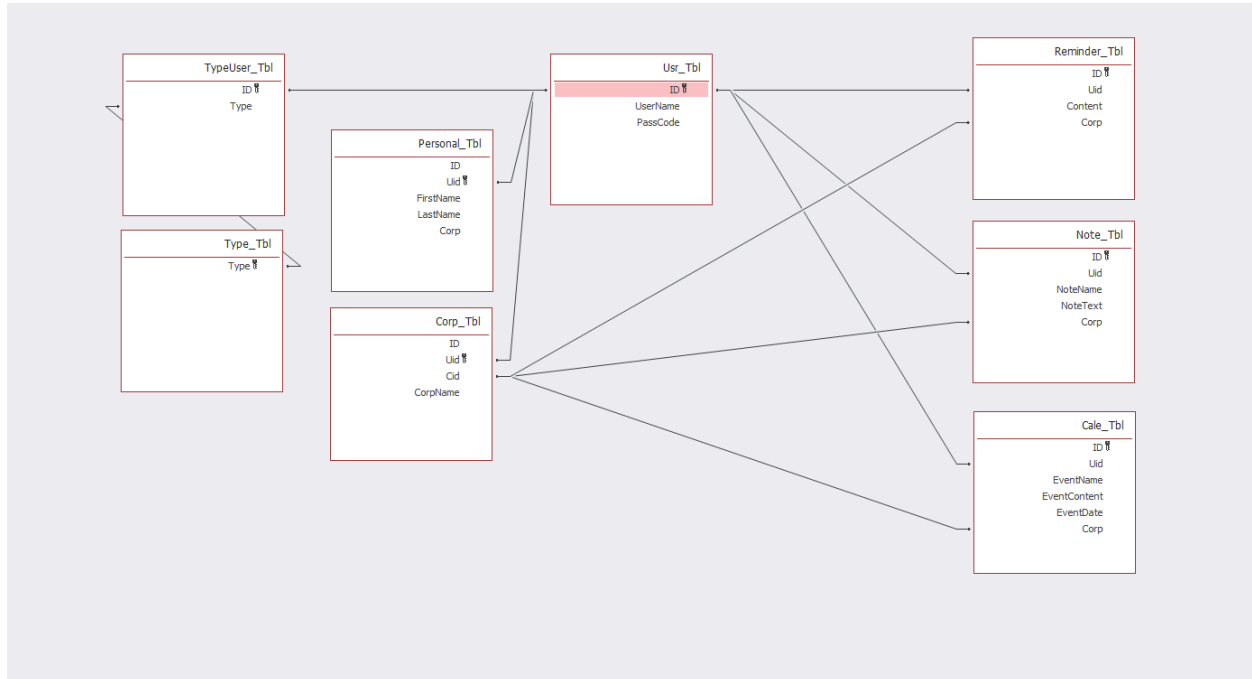 TypeUser_Tbl
ID
Type
Type_Tbl
Type
Personal_Tbl
ID
Uid
FirstName
LastName
Corp
Corp_Tbl
ID
Uid
Cid
CorpName
Usr_Tbl
ID
UserName
PassCode
Reminder_Tbl
ID
Uid
Content
Corp
Note_Tbl
ID
Uid
NoteName
NoteText
Corp
Cale_Tbl
ID
Uid
EventName
EventContent
EventDate
Corp